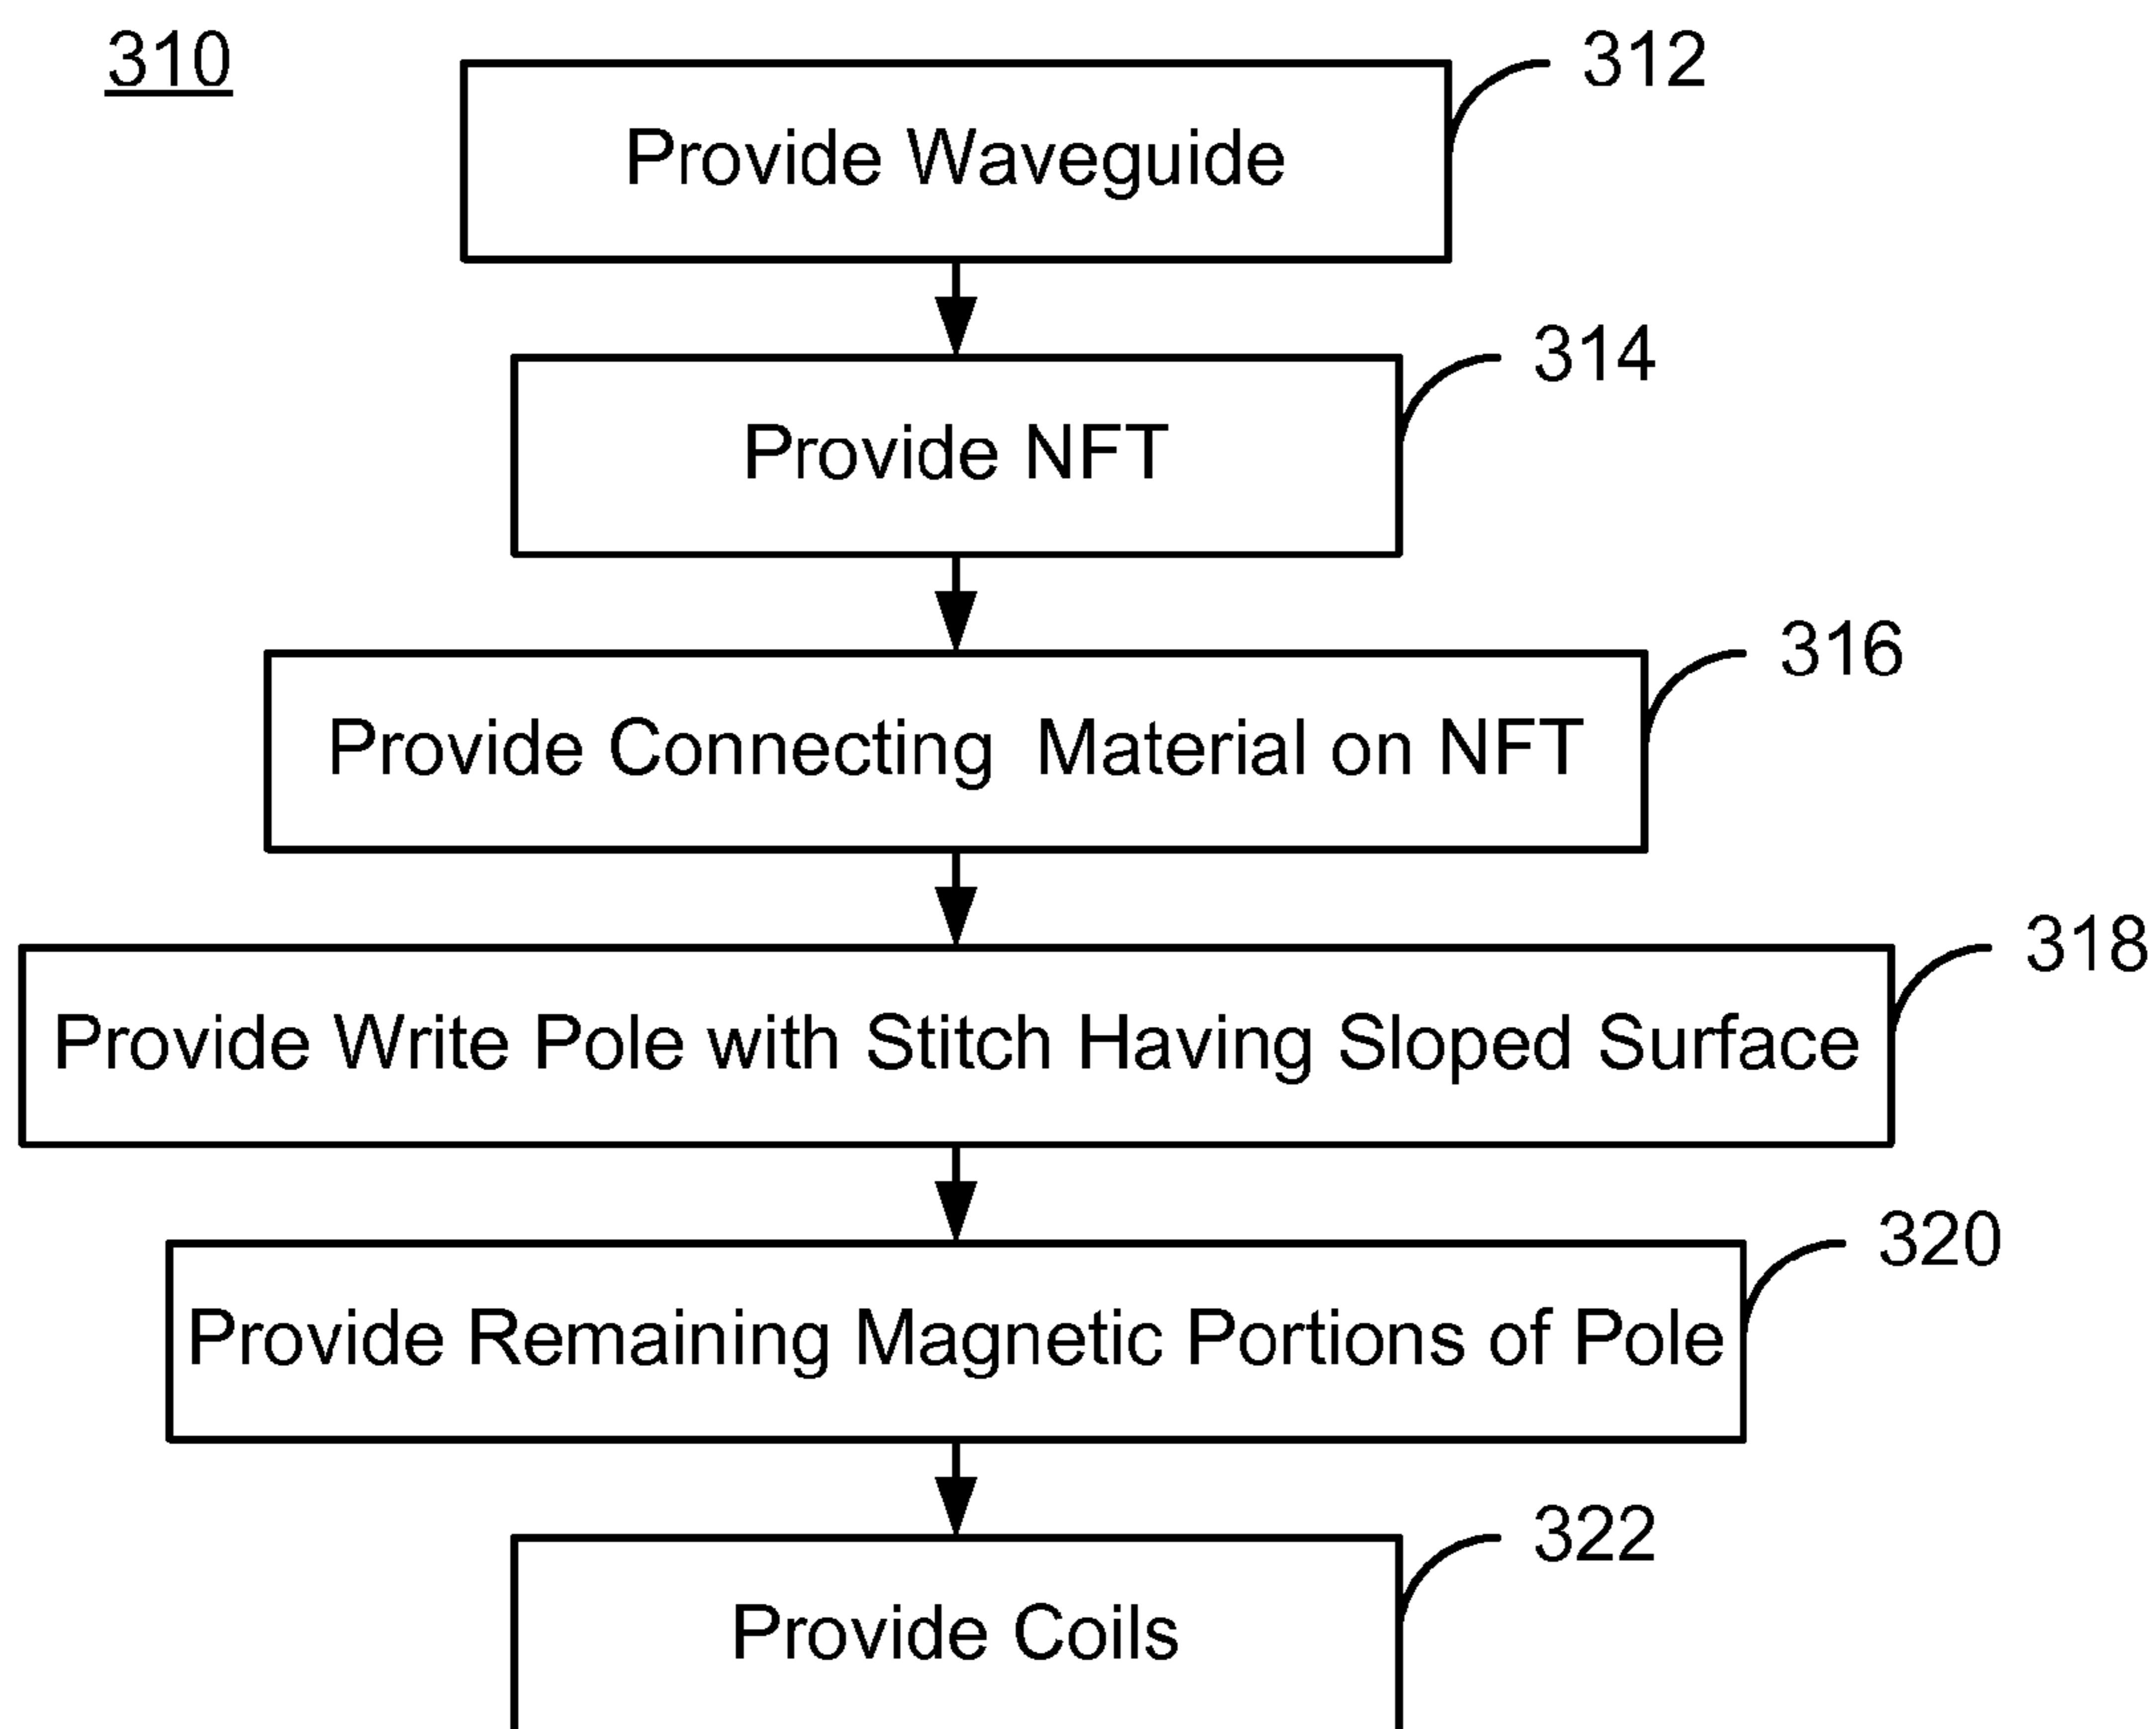 310
312
Provide Waveguide
314
Provide NFT
316
Provide Connecting Material on NFT
318
Provide Write Pole with Stitch Having Sloped Surface
320
Provide Remaining Magnetic Portions of Pole
322
Provide Coils